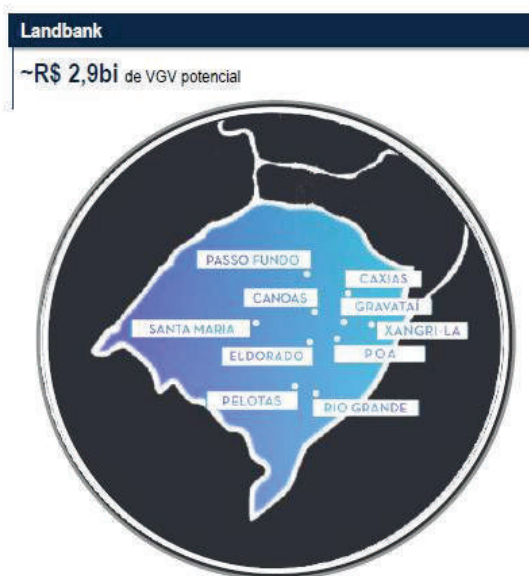 Landbank
~R$ 2,9bi de VGV potencial
PASSO FUNDO
CAXIAS
CANOAS
GRAVATAÍ
SANTA MARIA
XANGRI-LA
ELDORADO
POA
PELOTAS
RIO GRANDE